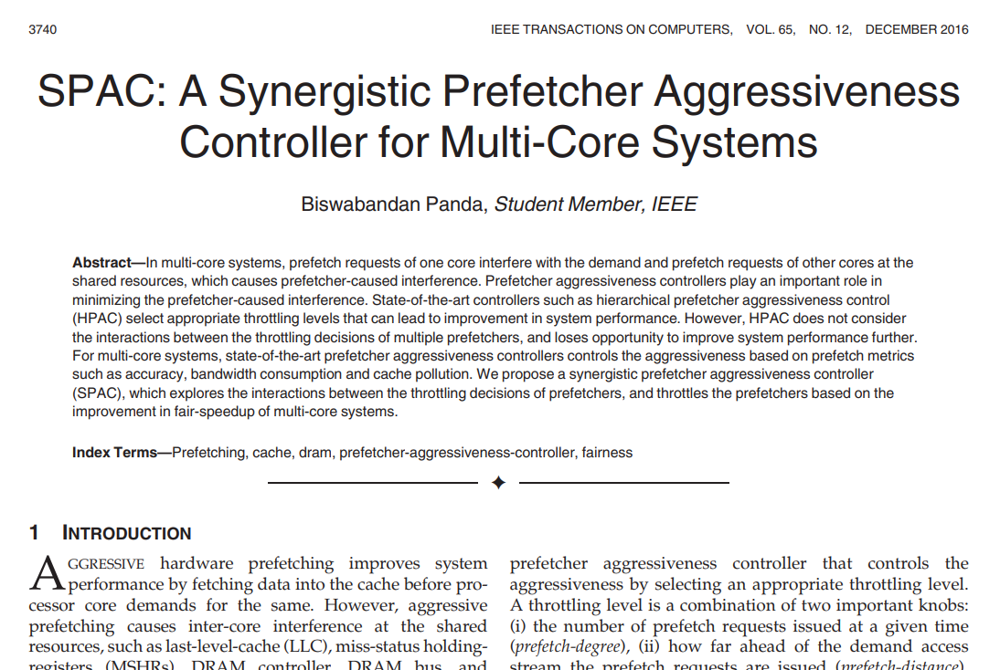 3740
IEEE TRANSACTIONS ON COMPUTERS, VOL. 65, NO. 12, DECEMBER 2016
SPAC: A Synergistic Prefetcher Aggressiveness
Controller for Multi-Core Systems
Biswabandan Panda, Student Member, IEEE
Abstract—In multi-core systems, prefetch requests of one core interfere with the demand and prefetch requests of other cores at the
shared resources, which causes prefetcher-caused interference. Prefetcher aggressiveness controllers play an important role in
minimizing the prefetcher-caused interference. State-of-the-art controllers such as hierarchical prefetcher aggressiveness control
(HPAC) select appropriate throttling levels that can lead to improvement in system performance. However, HPAC does not consider
the interactions between the throttling decisions of multiple prefetchers, and loses opportunity to improve system performance further.
For multi-core systems, state-of-the-art prefetcher aggressiveness controllers controls the aggressiveness based on prefetch metrics
such as accuracy, bandwidth consumption and cache pollution. We propose a synergistic prefetcher aggressiveness controller
(SPAC), which explores the interactions between the throttling decisions of prefetchers, and throttles the prefetchers based on the
improvement in fair-speedup of multi-core systems.
Index Terms—Prefetching, cache, dram, prefetcher-aggressiveness-controller, fairness
1 INTRODUCTION
AGGRESSIVE hardware prefetching improves system
performance by fetching data into the cache before pro-
cessor core demands for the same. However, aggressive
prefetching causes inter-core interference at the shared
resources, such as last-level-cache (LLC), miss-status holding-
registers (MSHRs), DRAM controller, DRAM bus, and
prefetcher aggressiveness controller that controls the
aggressiveness by selecting an appropriate throttling level.
A throttling level is a combination of two important knobs:
(i) the number of prefetch requests issued at a given time
(prefetch-degree), (ii) how far ahead of the demand access
stream the prefetch requests are issued (prefetch-distance).